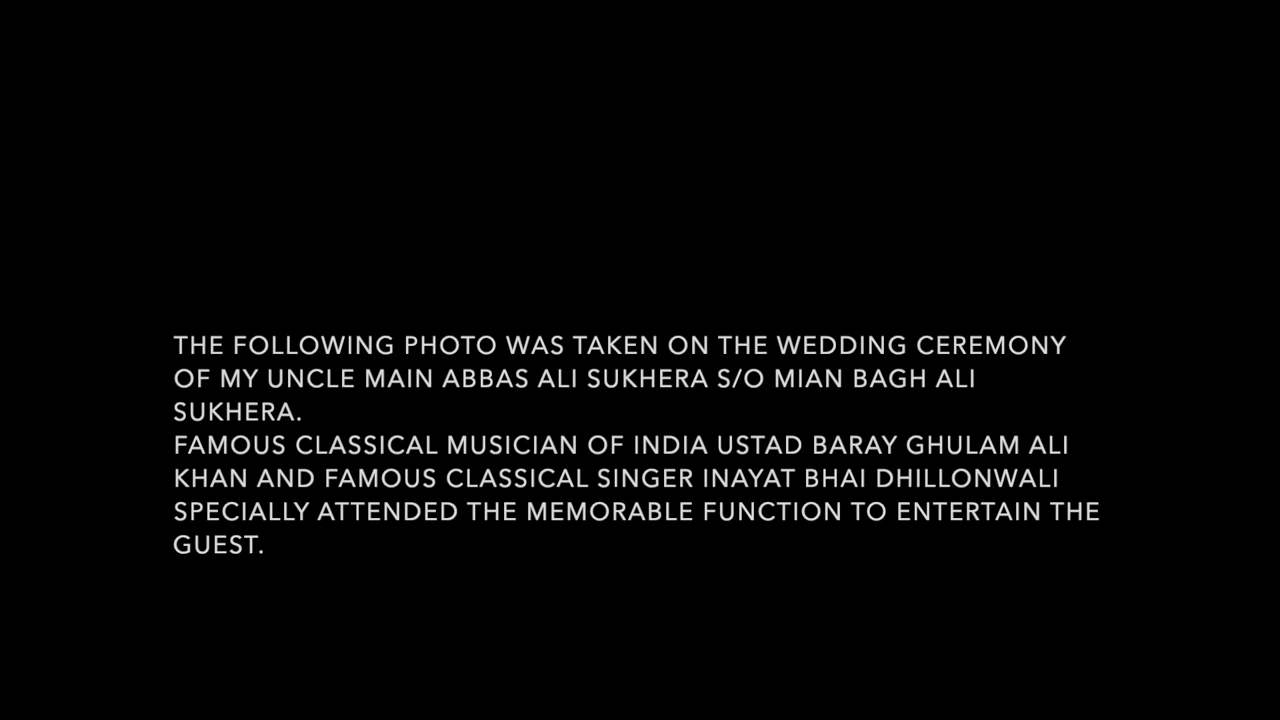 THE FOLLOWING PHOTO WAS TAKEN ON THE WEDDING CEREMONY
OF MY UNCLE MAIN ABBAS ALI SUKHERA S/O MIAN BAGH ALI
SUKHERA.
FAMOUS CLASSICAL MUSICIAN OF INDIA USTAD BARAY GHULAM ALI
KHAN AND FAMOUS CLASSICAL SINGER INAYAT BHAI DHILLONWALI
SPECIALLY ATTENDED THE MEMORABLE FUNCTION TO ENTERTAIN THE
GUEST.